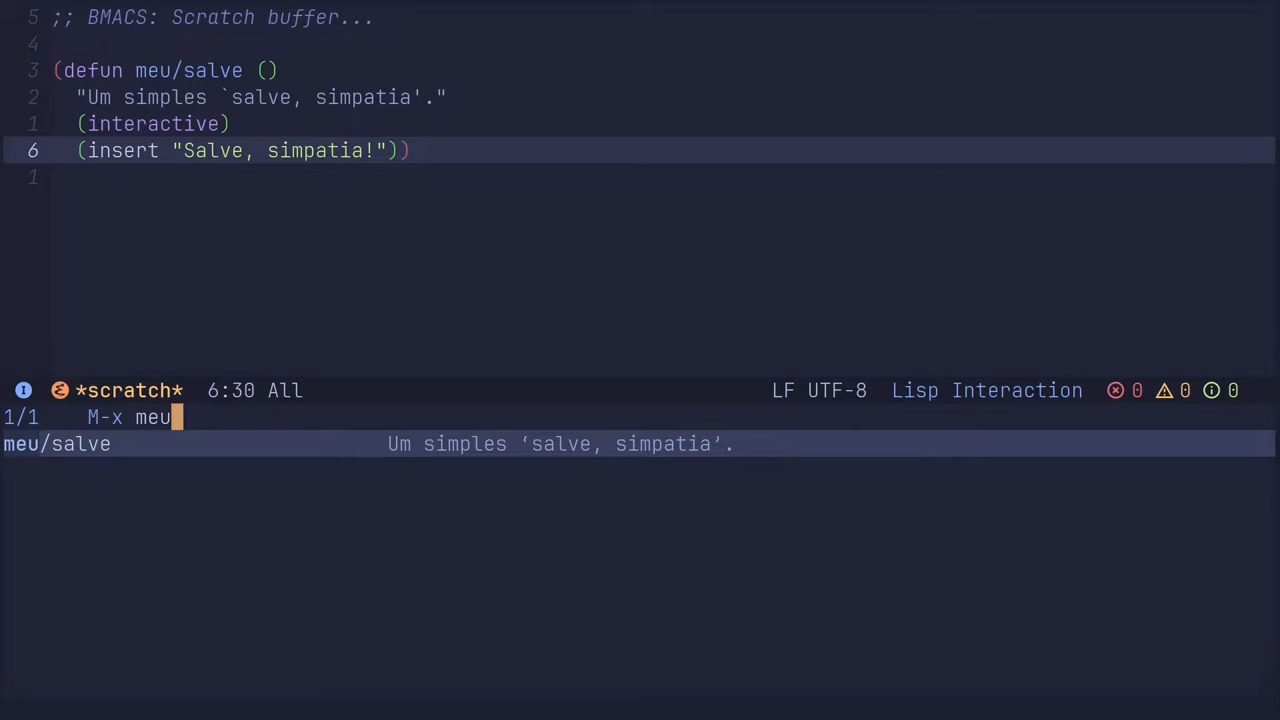 5 ;; BMACS: Scratch buffer...
4
3 (defun meu/salve ()
2   "Um simples `salve, simpatia'."
1   (interactive)
6   (insert "Salve, simpatia!"))
1
I *scratch* 6:30 All LF UTF-8 Lisp Interaction 0 0 0
1/1 M-x meu
meu/salve Um simples ‘salve, simpatia’.